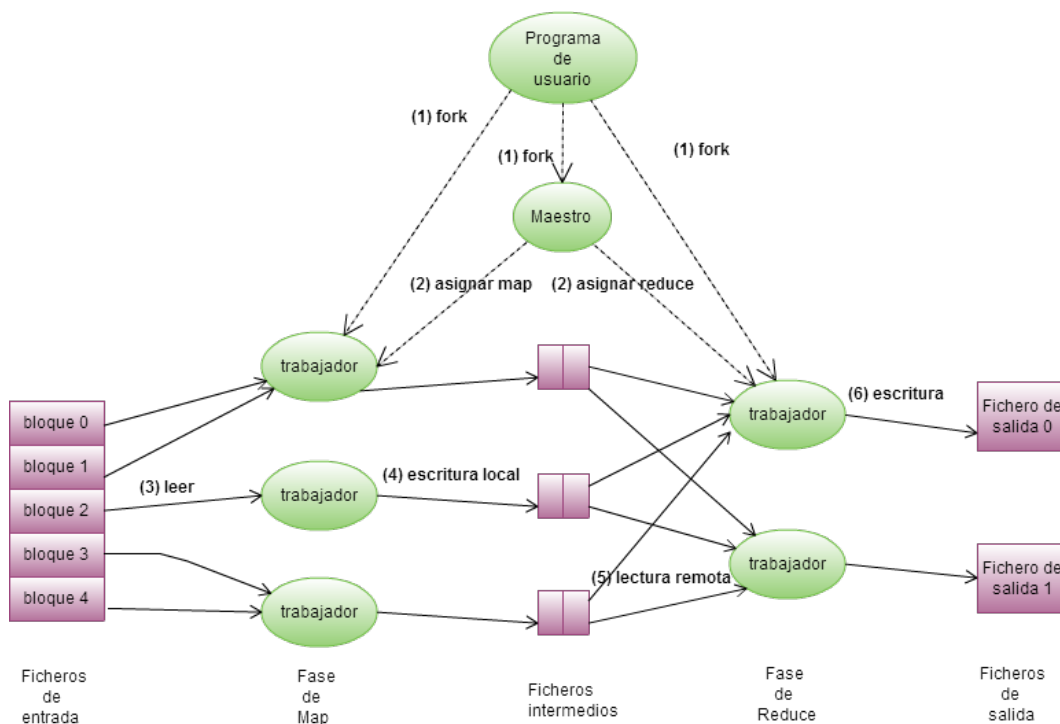 Programa
de
usuario
(1) fork
(1) fork
(1) fork
Maestro
(2) asignar map
(2) asignar reduce
trabajador
trabajador
(6) escritura
Fichero de
salida 0
bloque 0
bloque 1
bloque 2
bloque 3
bloque 4
(3) leer
trabajador
(4) escritura local
trabajador
(5) lectura remota
trabajador
Fichero de
salida 1
Ficheros
de
entrada
Fase
de
Map
Ficheros
intermedios
Fase
de
Reduce
Ficheros
de
salida